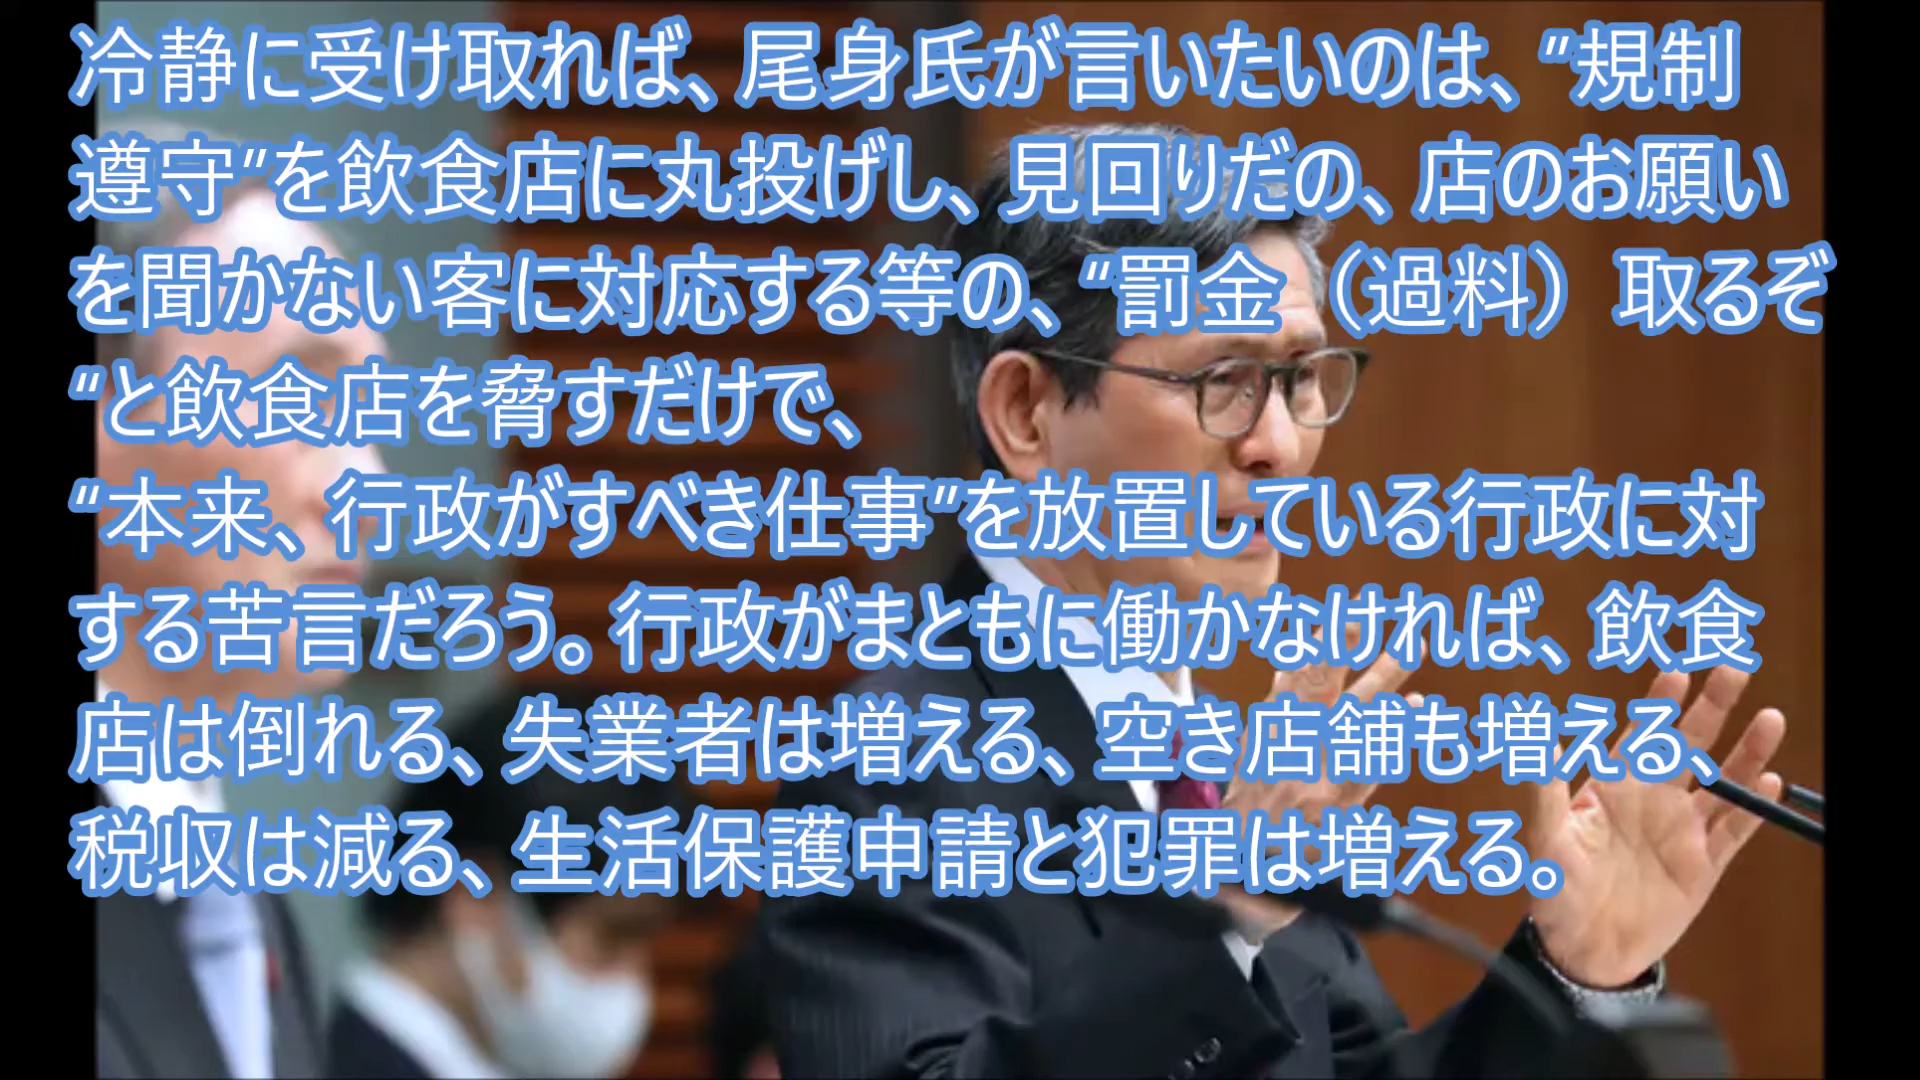 冷静に受け取れば、尾身氏が言いたいのは、”規制
遵守”を飲食店に丸投げし、見回りだの、店のお願い
を聞かない客に対応する等の、“罰金（過料）取るぞ
“と飲食店を脅すだけで、
“本来、行政がすべき仕事”を放置している行政に対
する苦言だろう。行政がまともに働かなければ、飲食
店は倒れる、失業者は増える、空き店舗も増える、
税収は減る、生活保護申請と犯罪は増える。